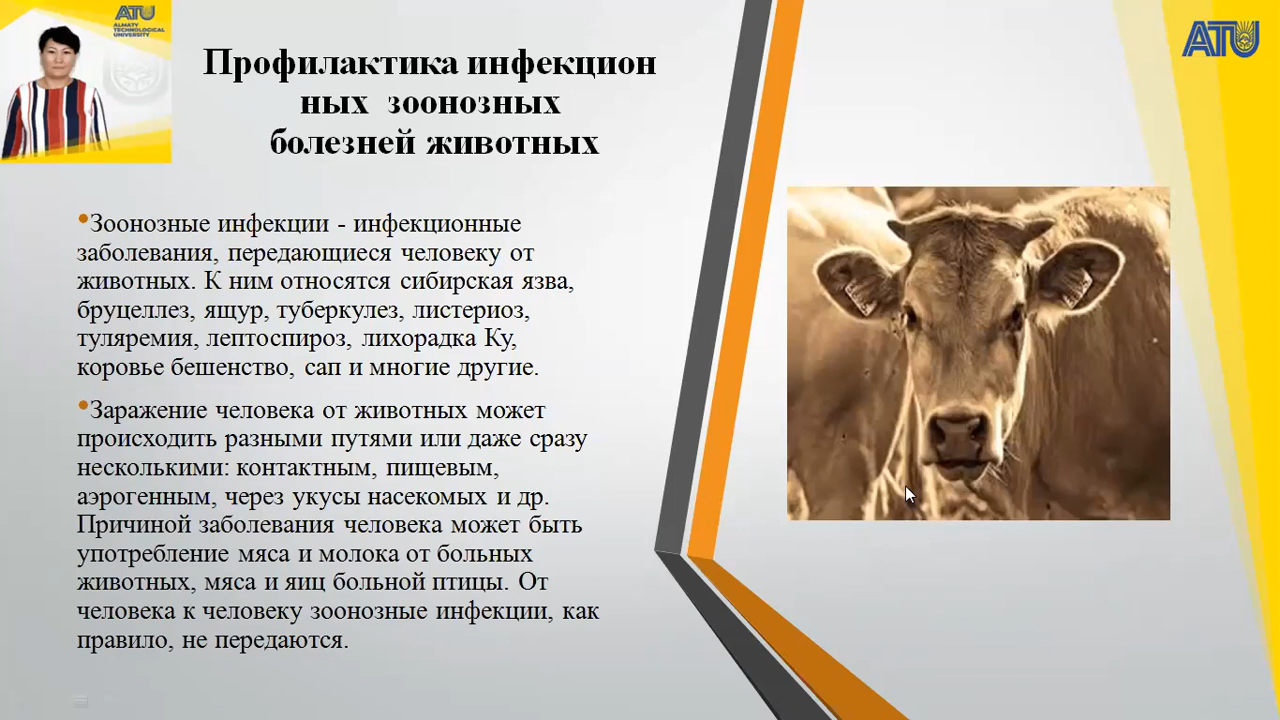 ATU
ALMATY
TECHNOLOGICAL
UNIVERSITY
ATU
Профилактика инфекцион
ных зоонозных
болезней животных
•Зоонозные инфекции - инфекционные
заболевания, передающиеся человеку от
животных. К ним относятся сибирская язва,
бруцеллез, ящур, туберкулез, листериоз,
туляремия, лептоспироз, лихорадка Ку,
коровье бешенство, сап и многие другие.
•Заражение человека от животных может
происходить разными путями или даже сразу
несколькими: контактным, пищевым,
аэрогенным, через укусы насекомых и др.
Причиной заболевания человека может быть
употребление мяса и молока от больных
животных, мяса и яиц больной птицы. От
человека к человеку зоонозные инфекции, как
правило, не передаются.